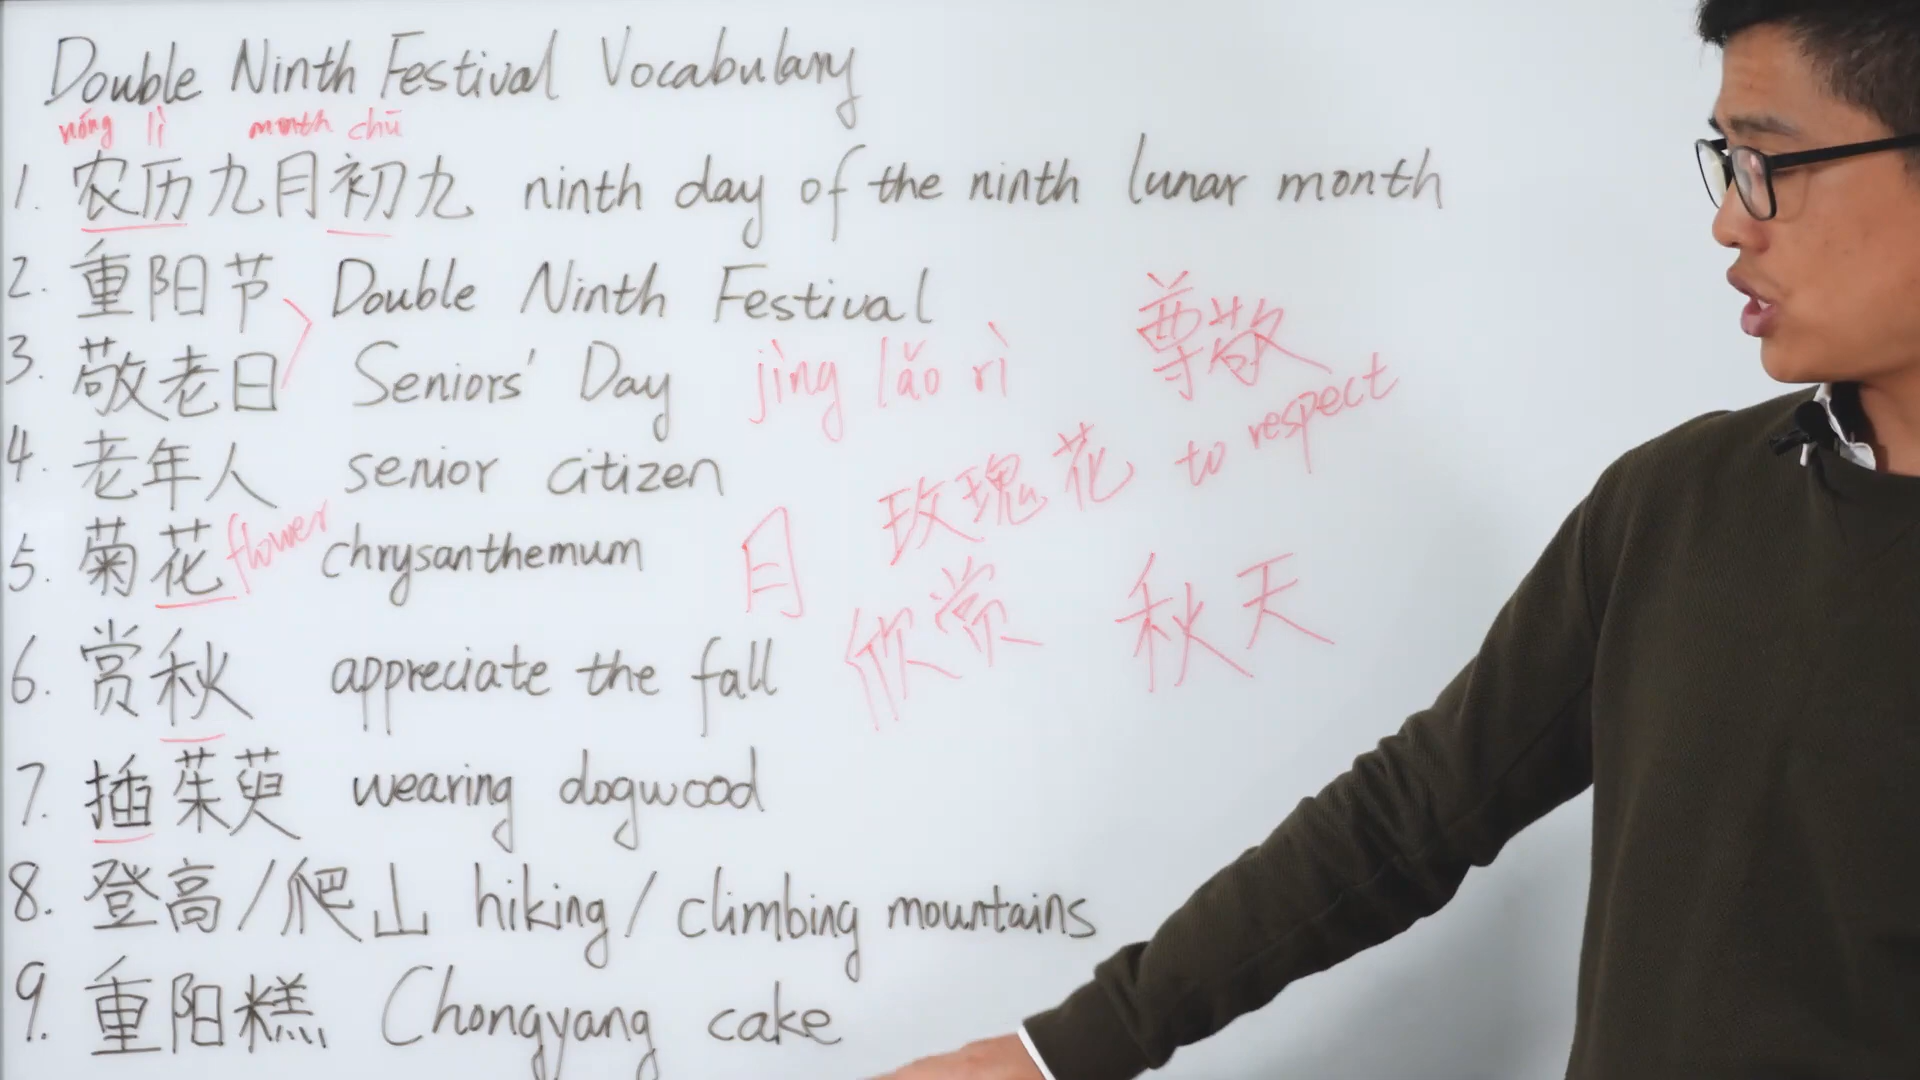 Double Ninth Festival Vocabulary
nóng lì month chū
1. 农历九月初九 ninth day of the ninth lunar month
2. 重阳节 Double Ninth Festival
尊敬
3. 敬老日 Seniors' Day jìng lǎo rì
to respect
4. 老年人 senior citizen
玫瑰花
5. 菊花 flower chrysanthemum 月
欣赏 秋天
6. 赏秋 appreciate the fall
7. 插茱萸 wearing dogwood
8. 登高/爬山 hiking/climbing mountains
9. 重阳糕 Chongyang cake